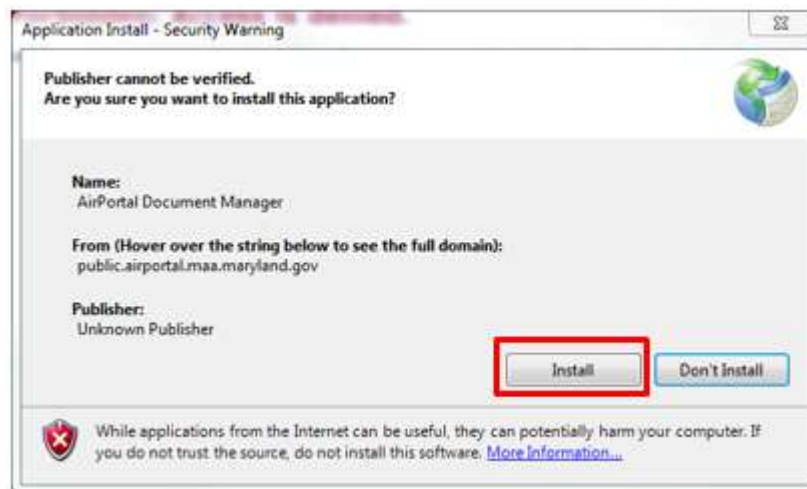 Application Install - Security Warning
Publisher cannot be verified.
Are you sure you want to install this application?
Name:
AirPortal Document Manager
From (Hover over the string below to see the full domain):
public.airportal.maa.maryland.gov
Publisher:
Unknown Publisher
Install
Don't Install
While applications from the Internet can be useful, they can potentially harm your computer. If
you do not trust the source, do not install this software. More Information...